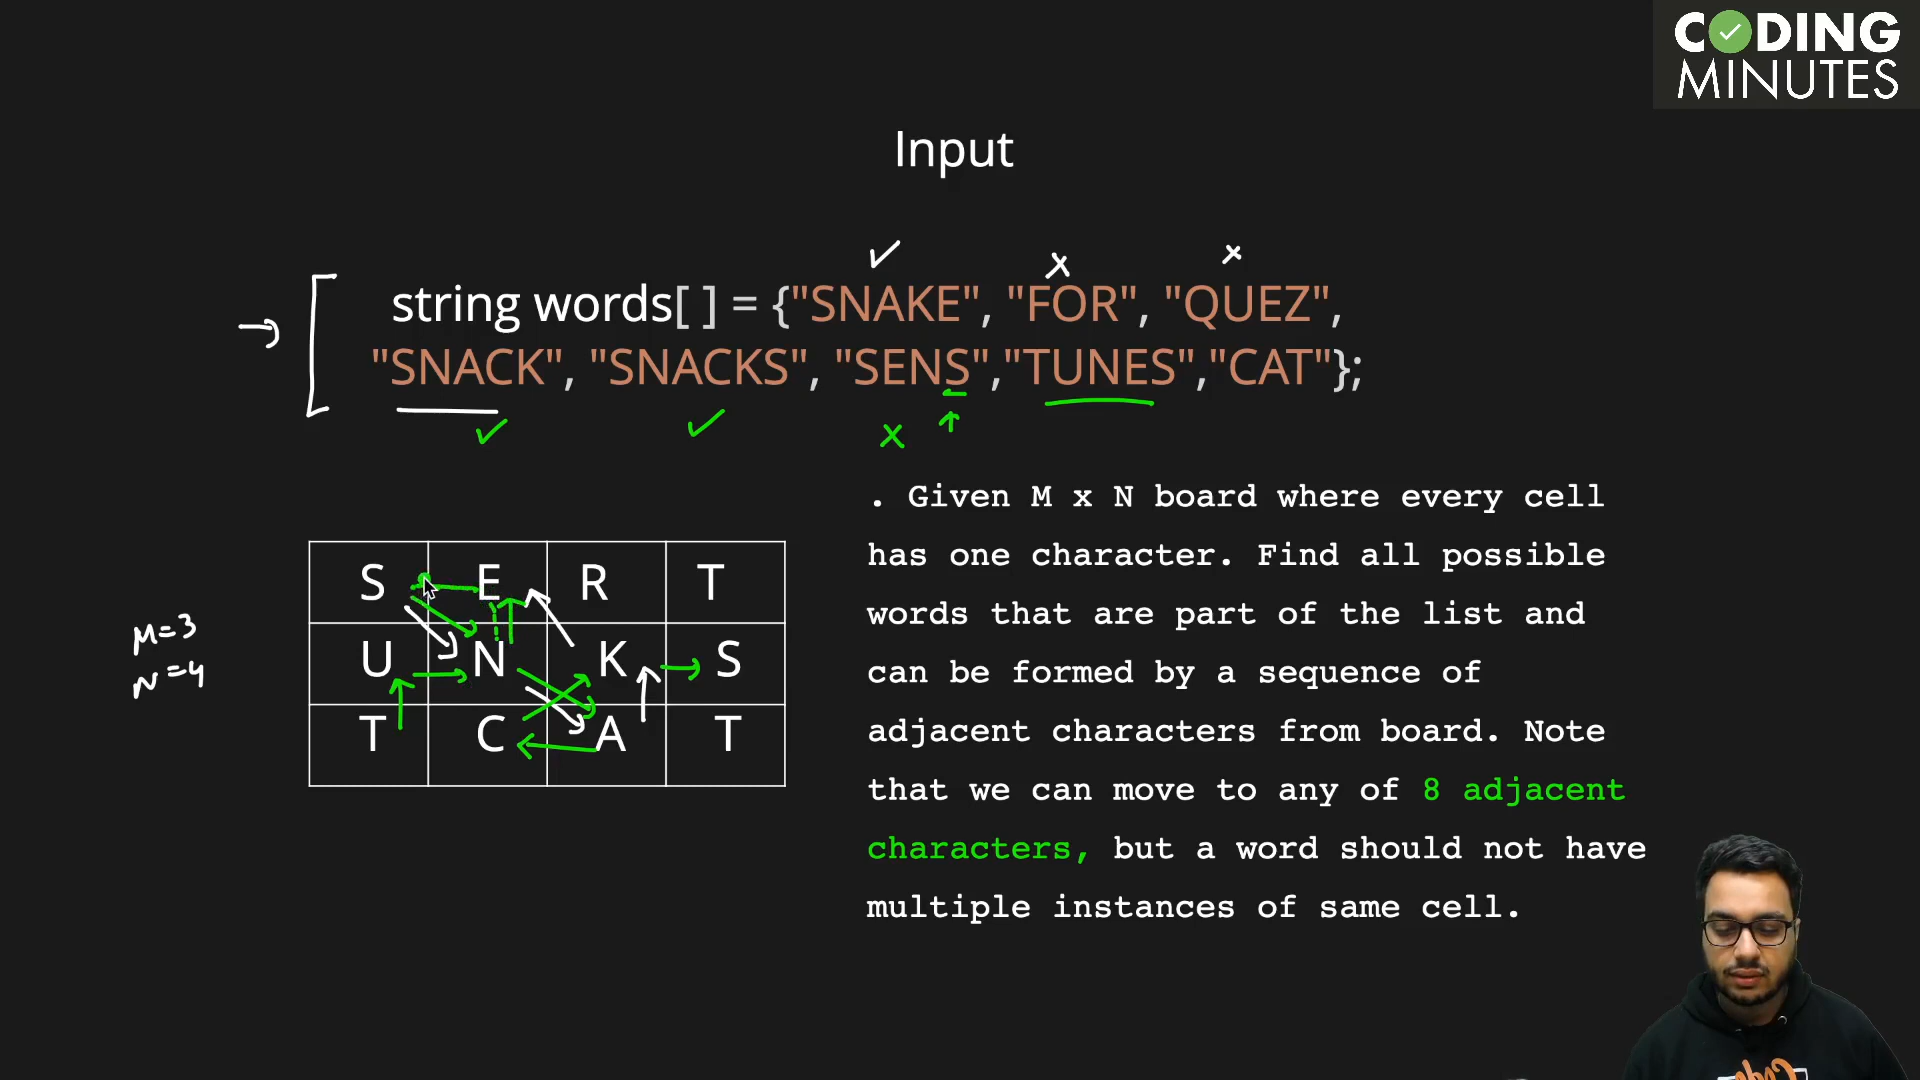 CODING
MINUTES
Input
string words[ ] = {"SNAKE", "FOR", "QUEZ",
"SNACK", "SNACKS", "SENS","TUNES","CAT"};
. Given M x N board where every cell
has one character. Find all possible
words that are part of the list and
can be formed by a sequence of
adjacent characters from board. Note
that we can move to any of 8 adjacent
characters, but a word should not have
multiple instances of same cell.
M=3
N=4
S E R T
U N K S
T C A T